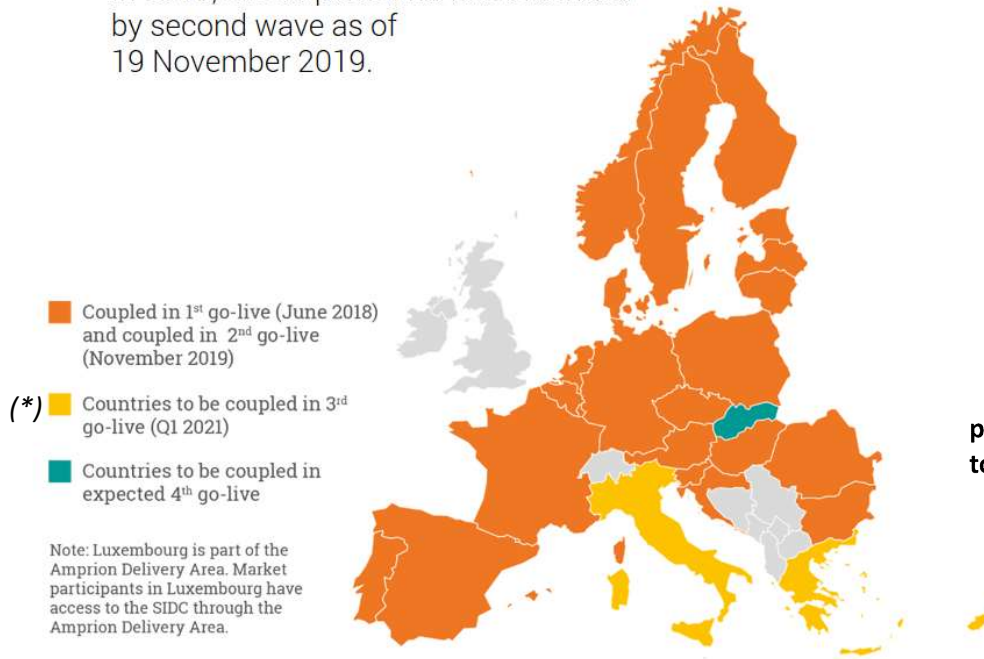 by second wave as of
19 November 2019.
Coupled in 1st go-live (June 2018)
and coupled in 2nd go-live
(November 2019)
(*)
Countries to be coupled in 3rd
go-live (Q1 2021)
Countries to be coupled in
expected 4th go-live
Note: Luxembourg is part of the
Amprion Delivery Area. Market
participants in Luxembourg have
access to the SIDC through the
Amprion Delivery Area.